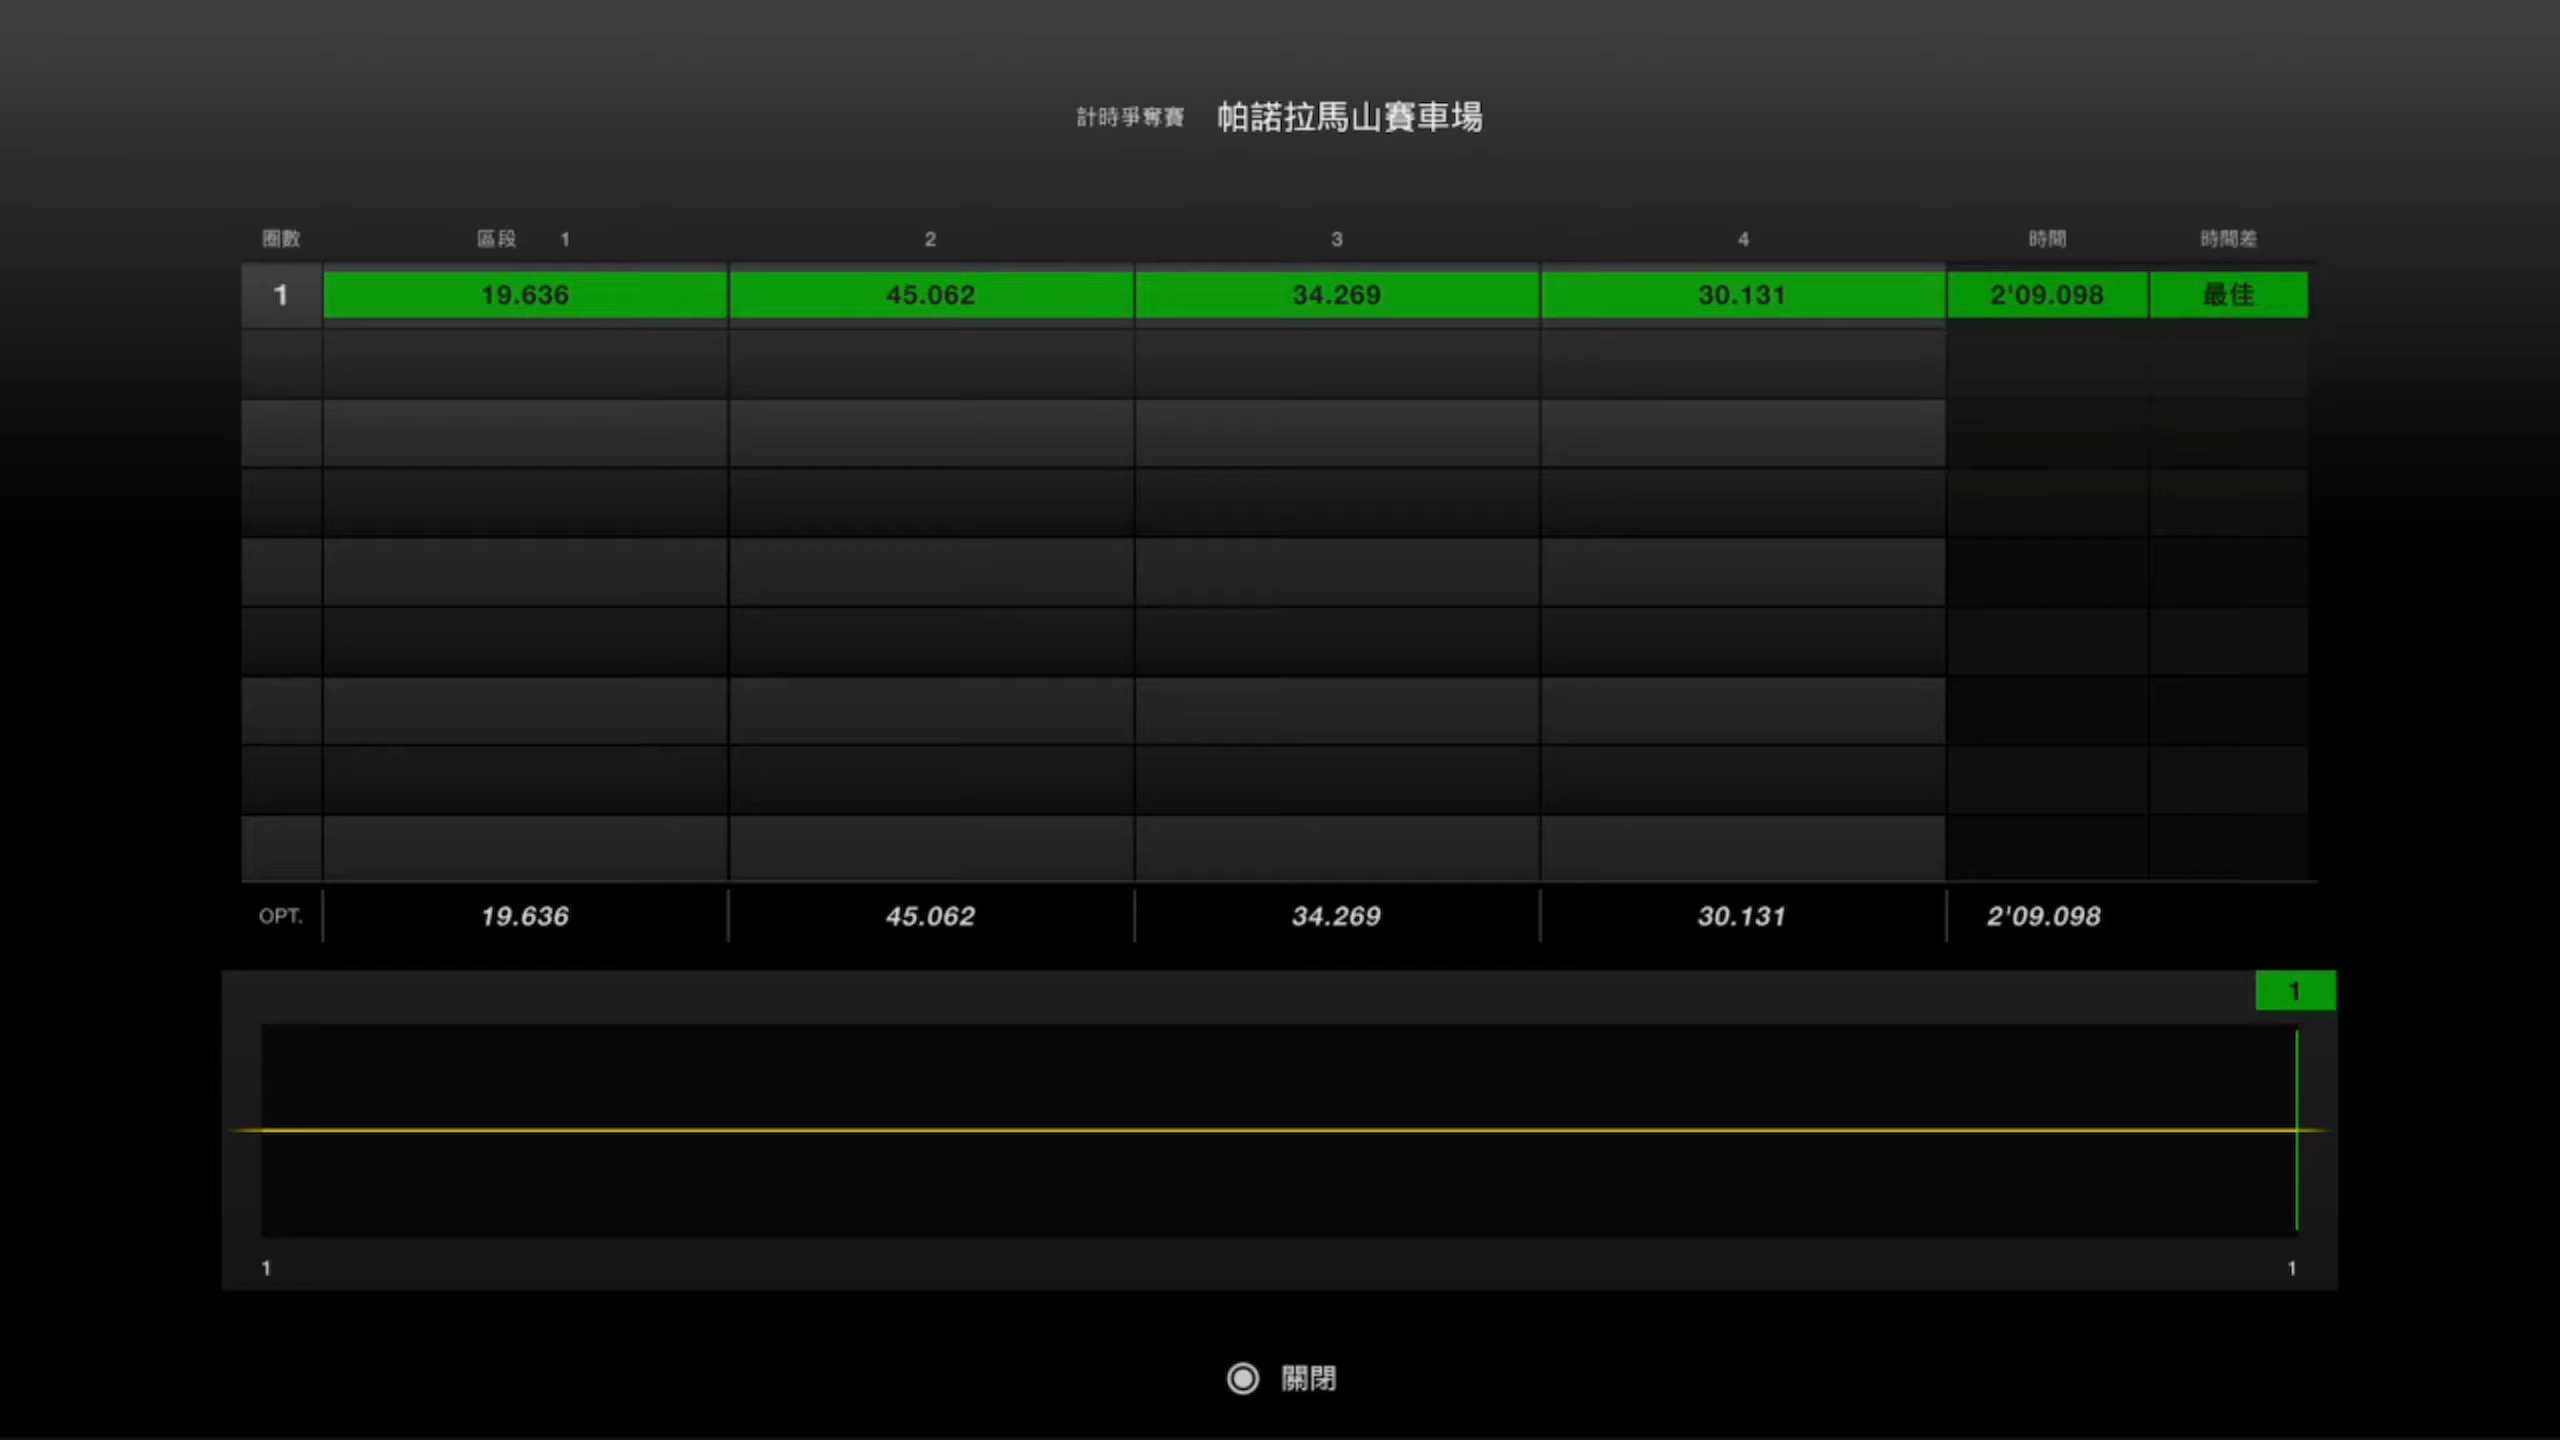 計時爭奪賽 帕諾拉馬山賽車場
圈數 區段 1 2 3 4 時間 時間差
1 19.636 45.062 34.269 30.131 2'09.098 最佳
OPT. 19.636 45.062 34.269 30.131 2'09.098
1
1 1
關閉